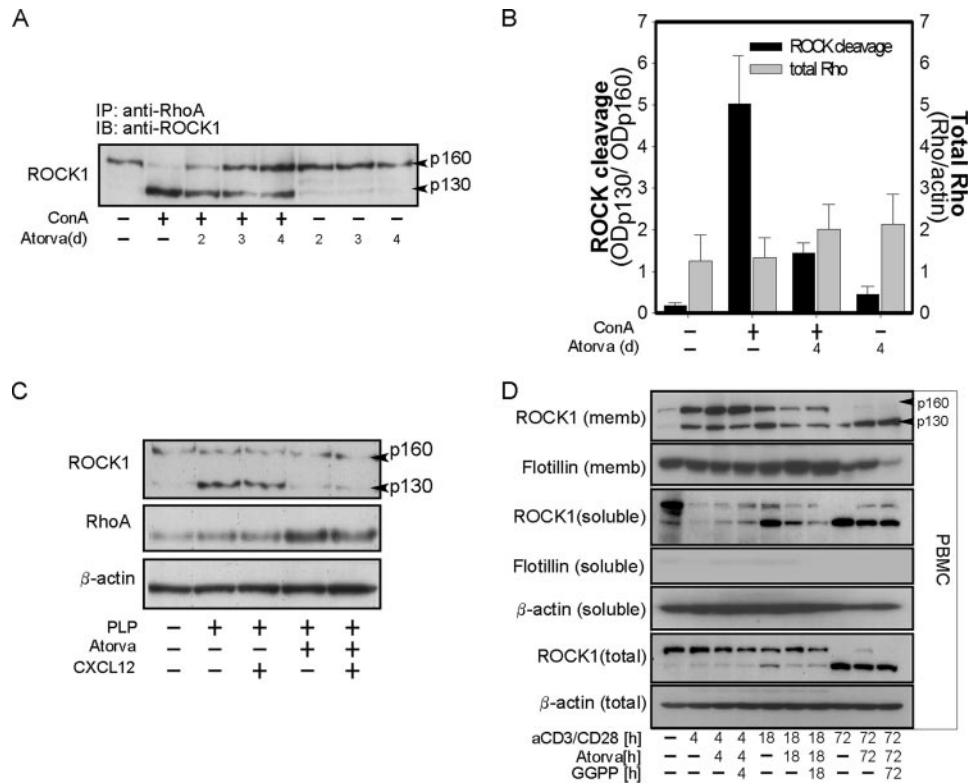 A
IP: anti-RhoA
IB: anti-ROCK1
ROCK1
p160
p130
ConA − + + + + − − −
Atorva(d) − − 2 3 4 2 3 4
B
ROCK cleavage
total Rho
7 6 5 4 3 2 1 0
ROCK cleavage
(ODp130/ ODp160)
7 6 5 4 3 2 1 0
Total Rho
(Rho/actin)
ConA − + + −
Atorva (d) − − 4 4
C
ROCK1
p160
p130
RhoA
β-actin
PLP − + + + +
Atorva − − − + +
CXCL12 − − + − +
D
ROCK1 (memb)
p160
p130
Flotillin (memb)
ROCK1(soluble)
Flotillin (soluble)
β-actin (soluble)
ROCK1(total)
β-actin (total)
PBMC
aCD3/CD28 [h] − 4 4 4 18 18 18 72 72 72
Atorva[h] 4 4 18 18 72 72
GGPP [h] 4 18 72